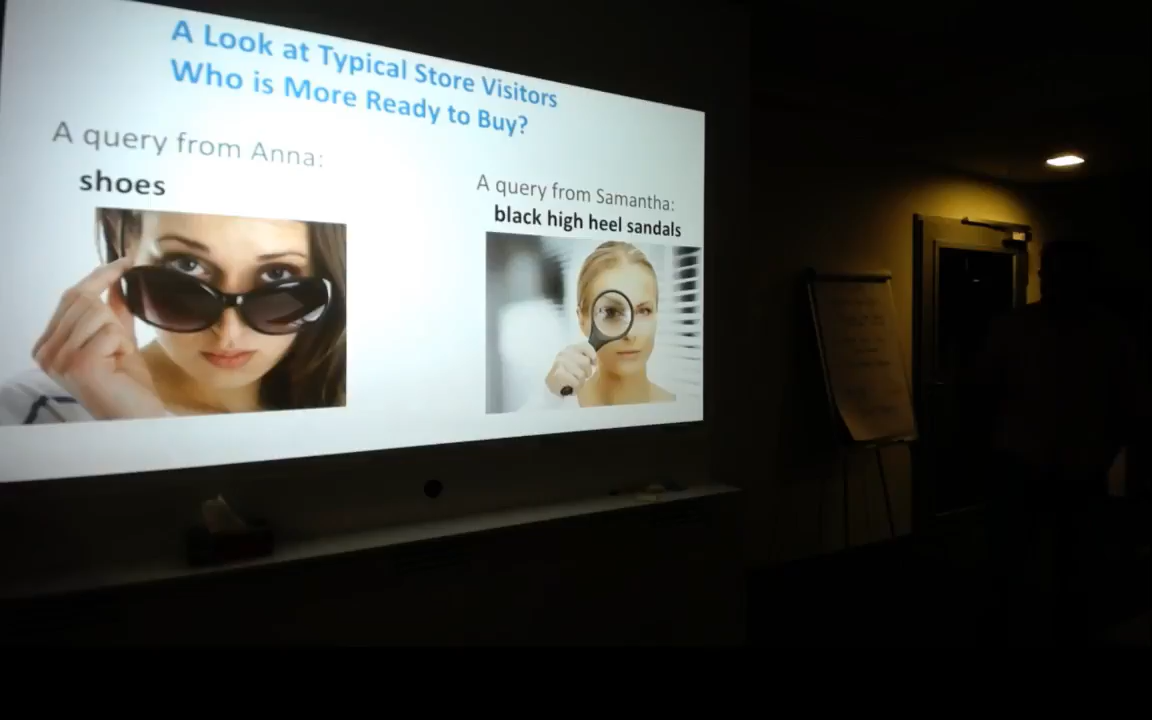 A Look at Typical Store Visitors
Who is More Ready to Buy?
A query from Anna:
shoes
A query from Samantha:
black high heel sandals